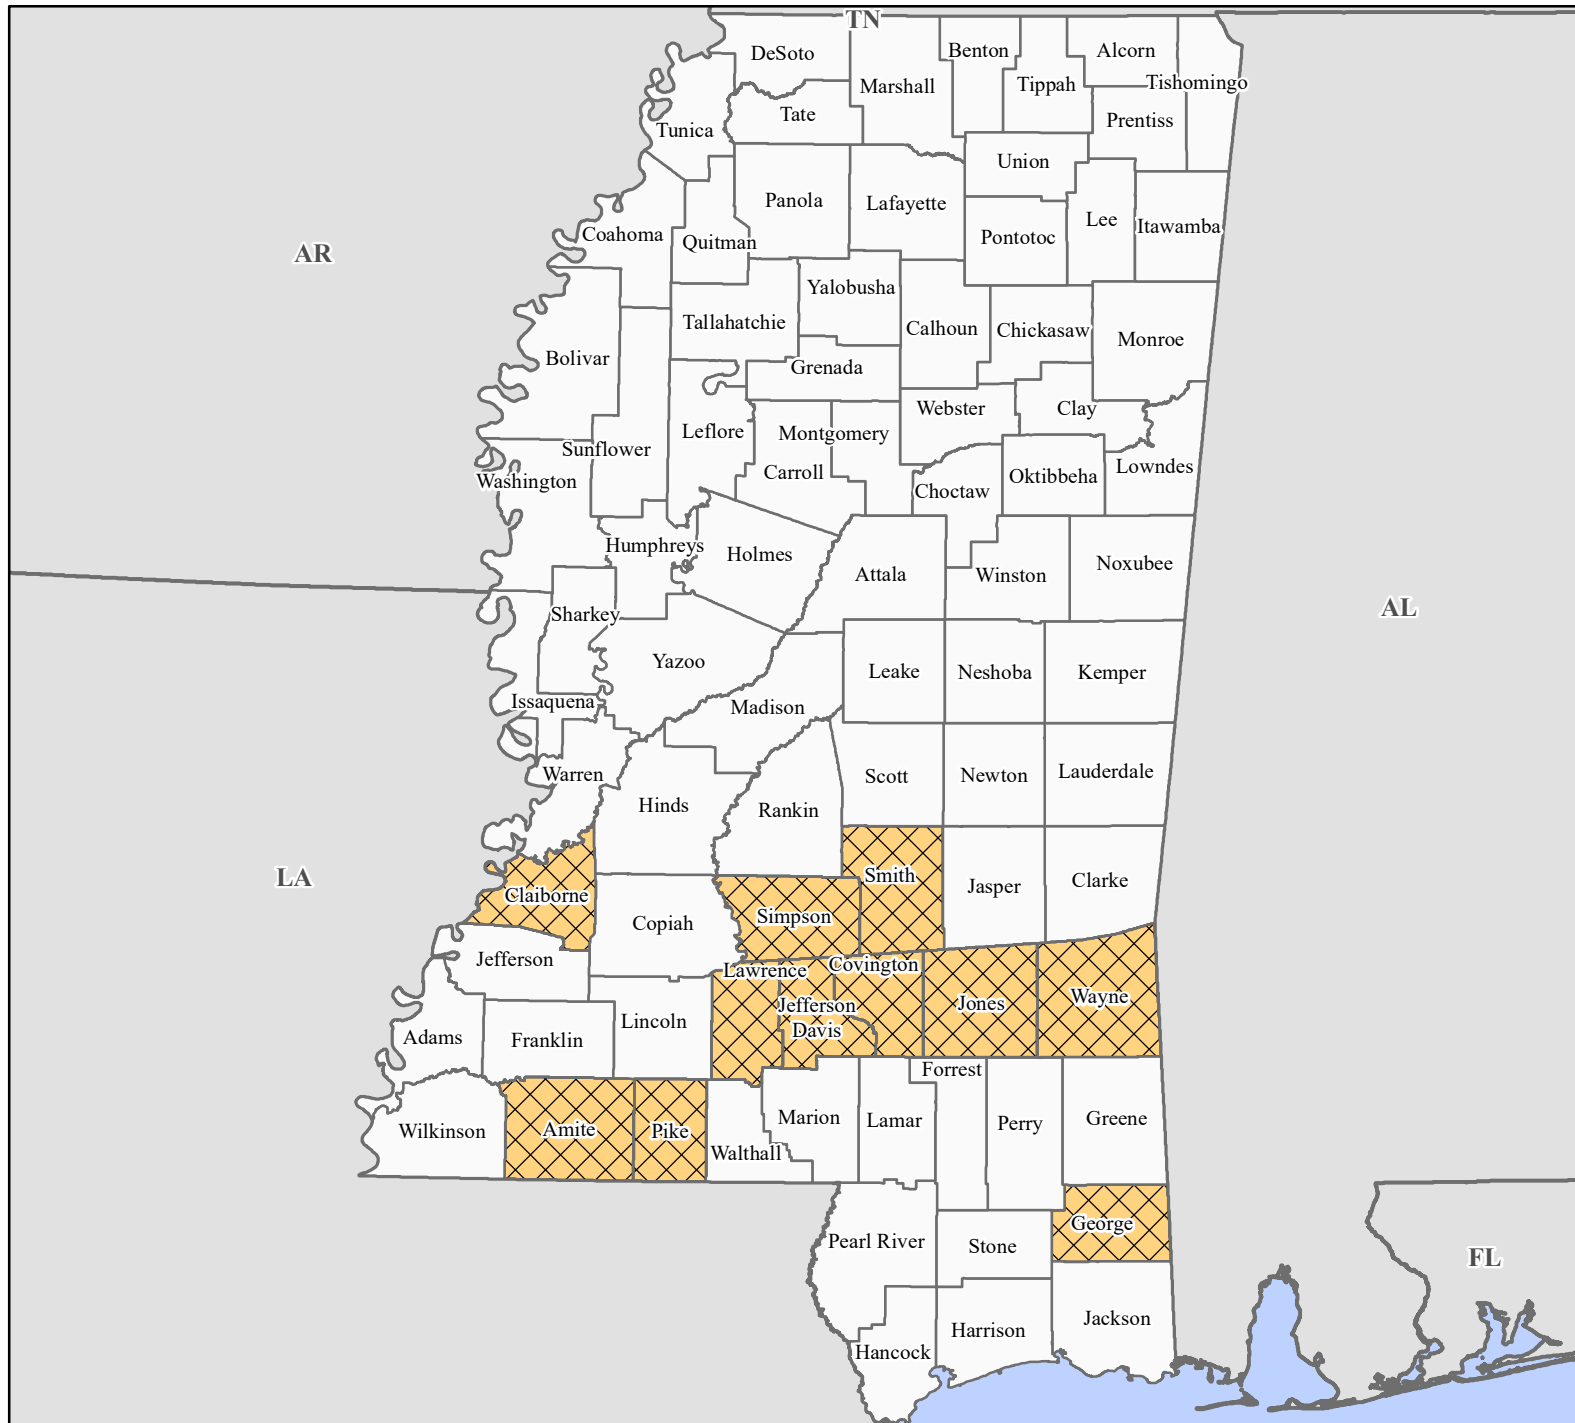 TN
DeSoto
Benton
Alcorn
Marshall
Tippah
Tishomingo
Tate
Prentiss
Tunica
Union
Panola
Lafayette
Lee
Itawamba
Coahoma
Quitman
Pontotoc
AR
Yalobusha
Tallahatchie
Calhoun
Chickasaw
Monroe
Bolivar
Grenada
Webster
Clay
Leflore
Montgomery
Sunflower
Carroll
Lowndes
Washington
Oktibbeha
Choctaw
Humphreys
Holmes
Noxubee
Attala
Winston
AL
Sharkey
Yazoo
Leake
Neshoba
Kemper
Issaquena
Madison
Warren
Scott
Newton
Lauderdale
Hinds
Rankin
LA
Smith
Jasper
Clarke
Claiborne
Simpson
Copiah
Jefferson
Lawrence
Covington
Jefferson
Davis
Jones
Wayne
Lincoln
Adams
Franklin
Forrest
Wilkinson
Amite
Pike
Marion
Lamar
Perry
Greene
Walthall
George
Pearl River
Stone
FL
Harrison
Jackson
Hancock